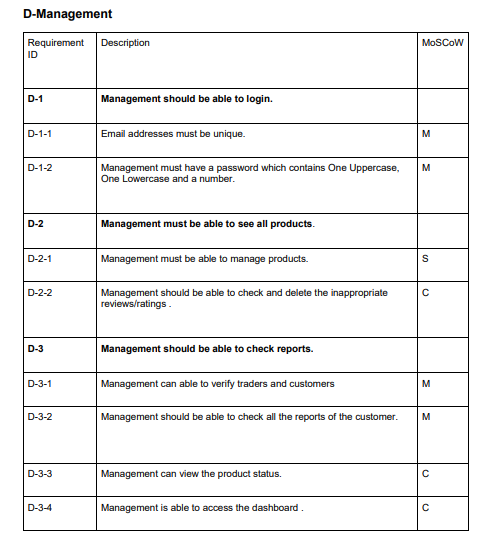 D-Management
Requirement ID Description MoSCoW
D-1 Management should be able to login.
D-1-1 Email addresses must be unique. M
D-1-2 Management must have a password which contains One Uppercase, One Lowercase and a number. M
D-2 Management must be able to see all products.
D-2-1 Management must be able to manage products. S
D-2-2 Management should be able to check and delete the inappropriate reviews/ratings . C
D-3 Management should be able to check reports.
D-3-1 Management can able to verify traders and customers M
D-3-2 Management should be able to check all the reports of the customer. M
D-3-3 Management can view the product status. C
D-3-4 Management is able to access the dashboard . C